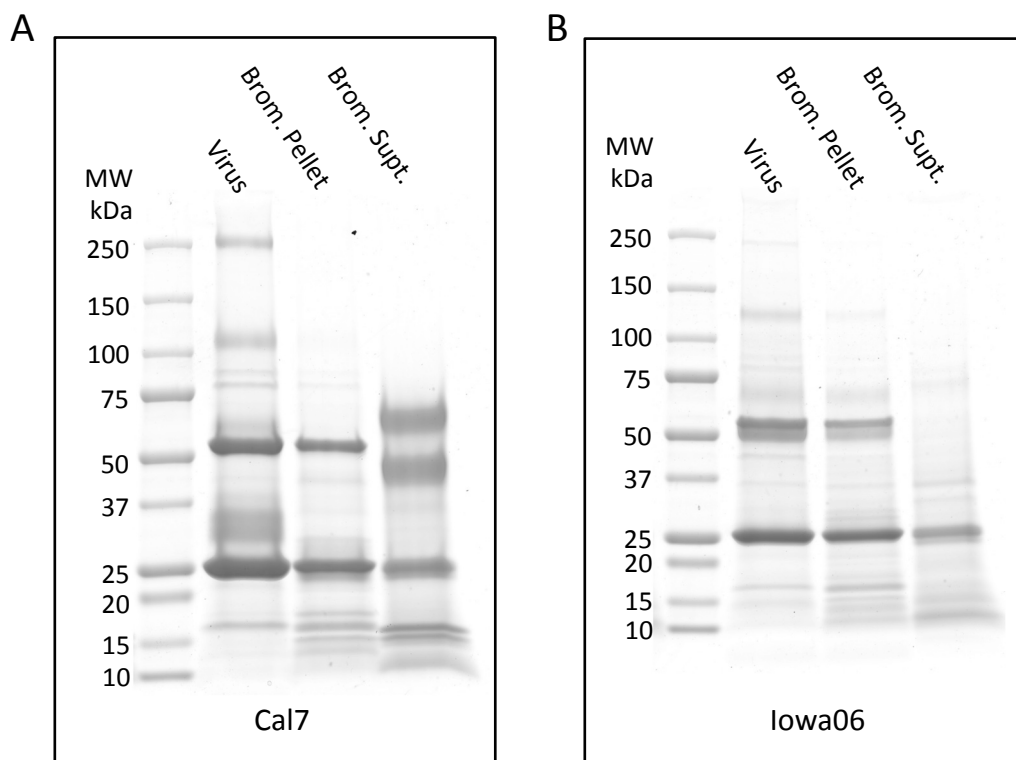 A
Virus
Brom. Pellet
Brom. Supt.
MW
kDa
250
150
100
75
50
37
25
20
15
10
Cal7
B
Virus
Brom. Pellet
Brom. Supt.
MW
kDa
250
150
100
75
50
37
25
20
15
10
Iowa06